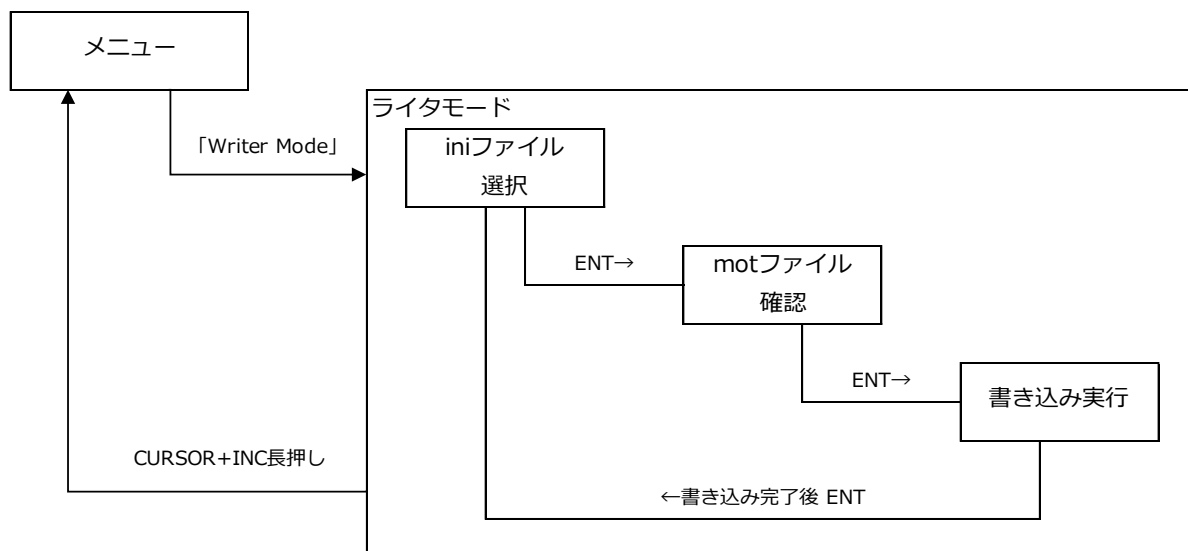 メニュー
ライタモード
「Writer Mode」
iniファイル
選択
ENT→
motファイル
確認
ENT→
書き込み実行
CURSOR+INC長押し
←書き込み完了後 ENT